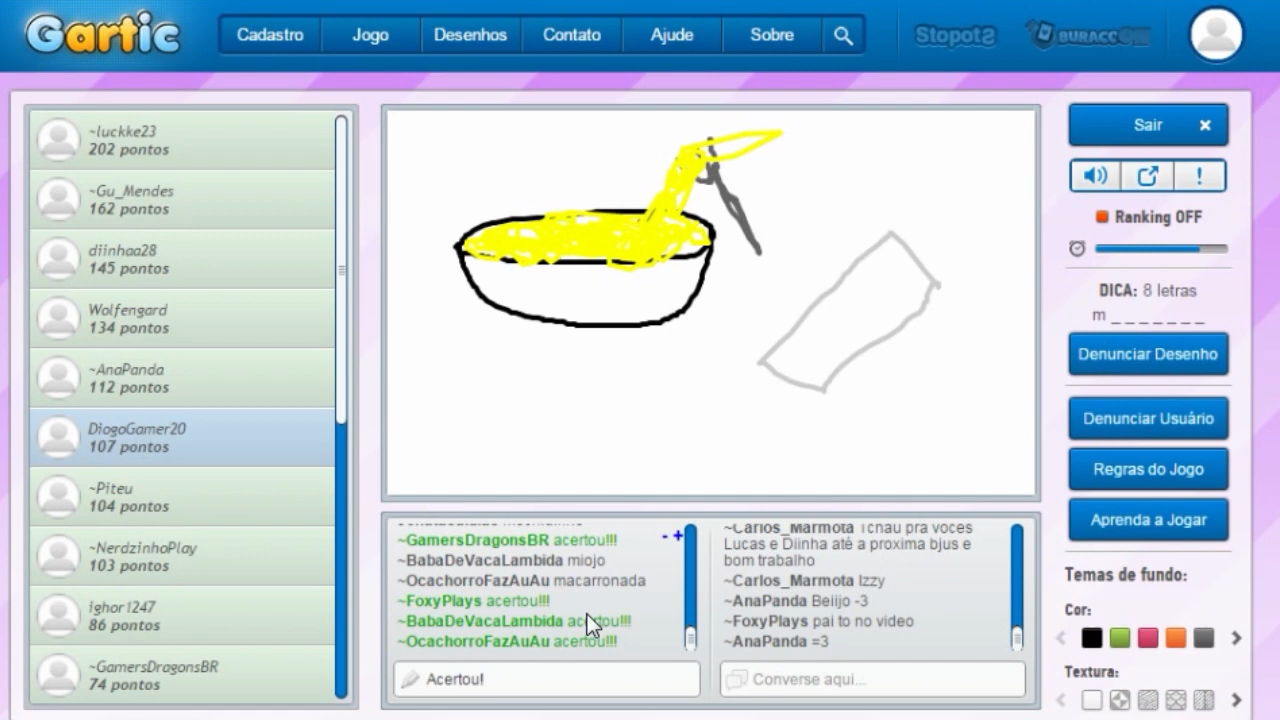 Gartic
Cadastro
Jogo
Desenhos
Contato
Ajude
Sobre
StopotS
~luckke23
202 pontos
~Gu_Mendes
162 pontos
diinhaa28
145 pontos
Wolfengard
134 pontos
~AnaPanda
112 pontos
DiogoGamer20
107 pontos
~Piteu
104 pontos
~NerdzinhoPlay
103 pontos
ighor1247
86 pontos
~GamersDragonsBR
74 pontos
~GamersDragonsBR acertou!!!
- +
~BabaDeVacaLambida miojo
~OcachorroFazAuAu macarronada
~FoxyPlays acertou!!!
~BabaDeVacaLambida acertou!!!
~OcachorroFazAuAu acertou!!!
Acertou!
~Carlos_Marmota Tchau pra voces
Lucas e Diinha até a proxima bjus e
bom trabalho
~Carlos_Marmota Izzy
~AnaPanda Beiijo -3
~FoxyPlays pai to no video
~AnaPanda =3
Converse aqui...
Sair x
!
Ranking OFF
DICA: 8 letras
m _ _ _ _ _ _ _
Denunciar Desenho
Denunciar Usuário
Regras do Jogo
Aprenda a Jogar
Temas de fundo:
Cor:
Textura: